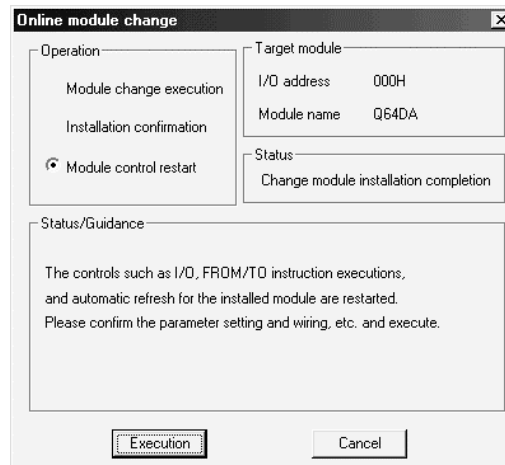 Online module change
Operation
Module change execution
Installation confirmation
Module control restart
Target module
I/O address 000H
Module name Q64DA
Status
Change module installation completion
Status/Guidance
The controls such as I/O, FROM/TO instruction executions,
and automatic refresh for the installed module are restarted.
Please confirm the parameter setting and wiring, etc. and execute.
Execution Cancel